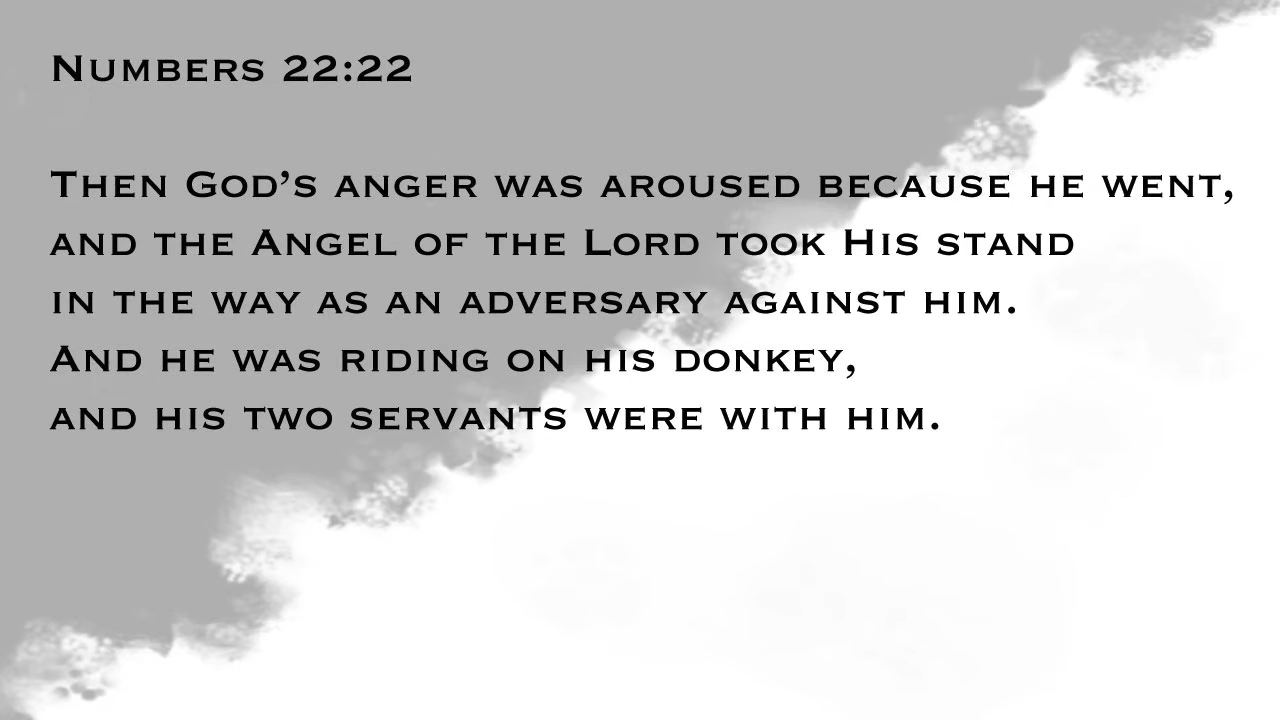 Numbers 22:22
Then God’s anger was aroused because he went,
and the Angel of the Lord took His stand
in the way as an adversary against him.
And he was riding on his donkey,
and his two servants were with him.